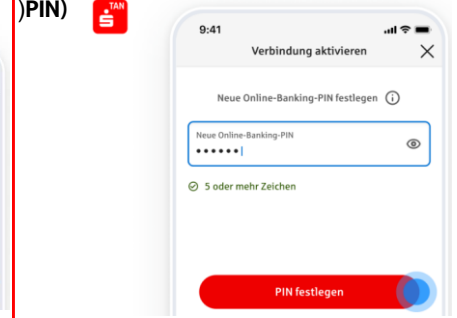 )PIN)
TAN
9:41
Verbindung aktivieren
Neue Online-Banking-PIN festlegen
Neue Online-Banking-PIN
••••••
5 oder mehr Zeichen
PIN festlegen